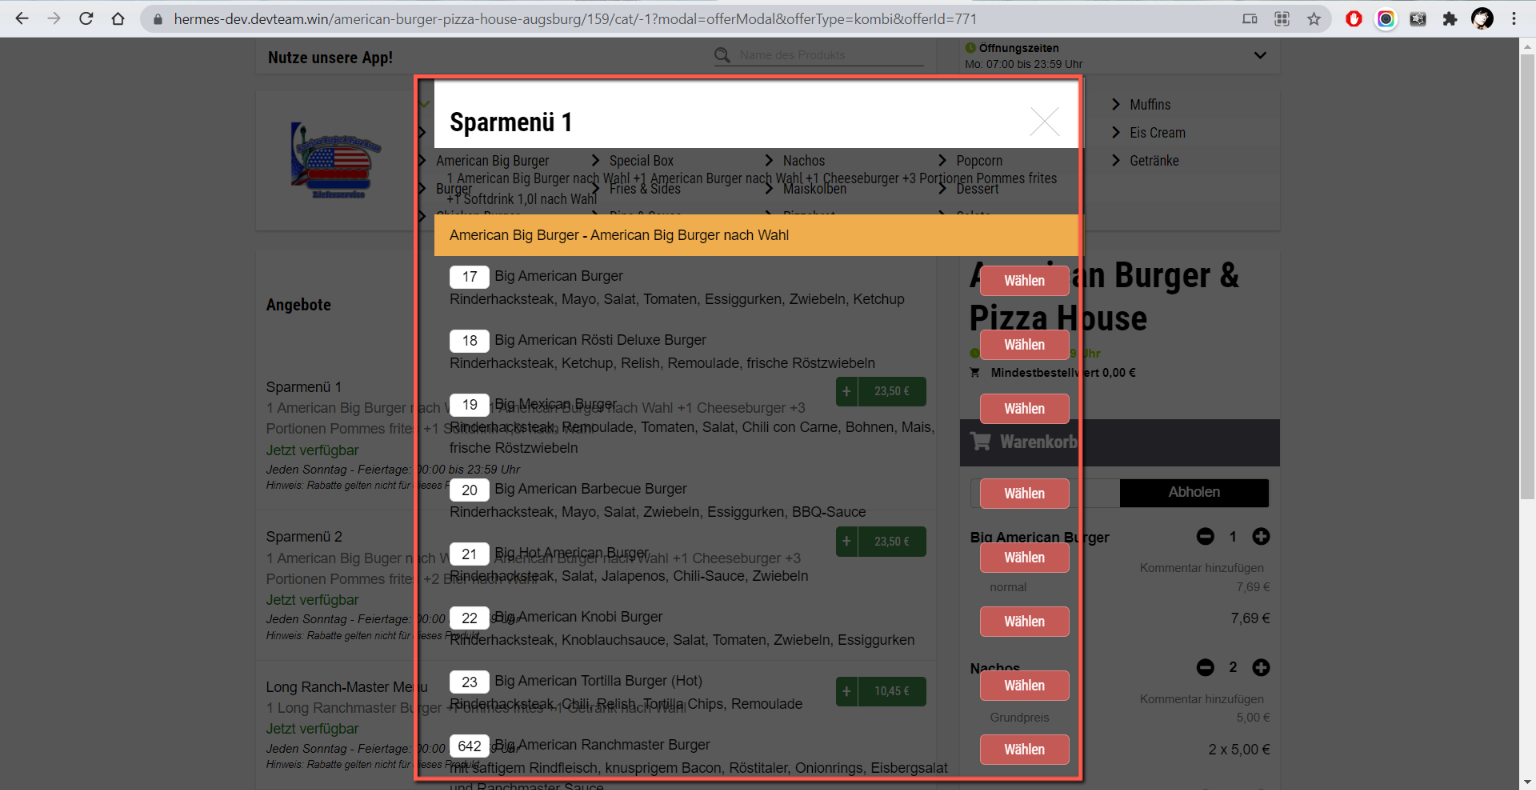 hermes-dev.devteam.win/american-burger-pizza-house-augsburg/159/cat/-1?modal=offerModal&offerType=kombi&offerId=771
Nutze unsere App!
Name des Produkts
Öffnungszeiten
Mo: 07:00 bis 23:59 Uhr
Sparmenü 1
Muffins
Eis Cream
American Big Burger
Special Box
Nachos
Popcorn
Getränke
1 American Big Burger nach Wahl +1 American Burger nach Wahl +1 Cheeseburger +3 Portionen Pommes frites
+1 Softdrink 1,0l nach Wahl
Burger
Fries & Sides
Maiskolben
Dessert
American Big Burger - American Big Burger nach Wahl
17 Big American Burger
Rinderhacksteak, Mayo, Salat, Tomaten, Essiggurken, Zwiebeln, Ketchup
Wählen
18 Big American Rösti Deluxe Burger
Rinderhacksteak, Ketchup, Relish, Remoulade, frische Röstzwiebeln
Wählen
19 Big Mexican Burger
Rinderhacksteak, Remoulade, Tomaten, Salat, Chili con Carne, Bohnen, Mais,
frische Röstzwiebeln
Wählen
20 Big American Barbecue Burger
Rinderhacksteak, Mayo, Salat, Zwiebeln, Essiggurken, BBQ-Sauce
Wählen
21 Big Hot American Burger
Rinderhacksteak, Salat, Jalapenos, Chili-Sauce, Zwiebeln
Wählen
22 Big American Knobi Burger
Rinderhacksteak, Knoblauchsauce, Salat, Tomaten, Zwiebeln, Essiggurken
Wählen
23 Big American Tortilla Burger (Hot)
Rinderhacksteak, Chili, Relish, Tortilla Chips, Remoulade
Wählen
642 Big American Ranchmaster Burger
mit saftigem Rindfleisch, knusprigem Bacon, Röstitaler, Onionrings, Eisbergsalat
und Ranchmaster Sauce
Wählen
Angebote
Sparmenü 1
1 American Big Burger nach W American Burger nach Wahl +1 Cheeseburger +3
Portionen Pommes frites +1
Jetzt verfügbar
Jeden Sonntag - Feiertage: 00:00 bis 23:59 Uhr
Hinweis: Rabatte gelten nicht für dieses P
+ 23,50 €
Sparmenü 2
1 American Big Buger nach W American Burger nach Wahl +1 Cheeseburger +3
Portionen Pommes frites +2 Bier nach Wahl
Jetzt verfügbar
Jeden Sonntag - Feiertage: 00:00
Hinweis: Rabatte gelten nicht für dieses Produkt
+ 23,50 €
Long Ranch-Master Menu
1 Long Ranchmaster Burger +Pommes frites +1 Getränk nach Wahl
Jetzt verfügbar
Jeden Sonntag - Feiertage: 00:00
Hinweis: Rabatte gelten nicht für dieses Produkt
+ 10,45 €
American Burger &
Pizza House
Uhr
Mindestbestellwert 0,00 €
Warenkorb
Abholen
Big American Burger
1
Kommentar hinzufügen
normal
7,69 €
7,69 €
Nachos
2
Kommentar hinzufügen
Grundpreis
5,00 €
2 x 5,00 €